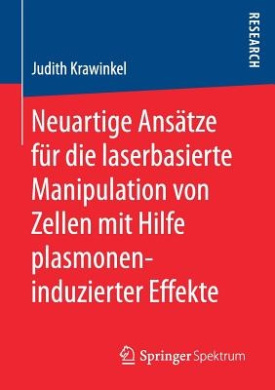 RESEARCH
Judith Krawinkel
Neuartige Ansätze
für die laserbasierte
Manipulation von
Zellen mit Hilfe
plasmonen-
induzierter Effekte
Springer Spektrum